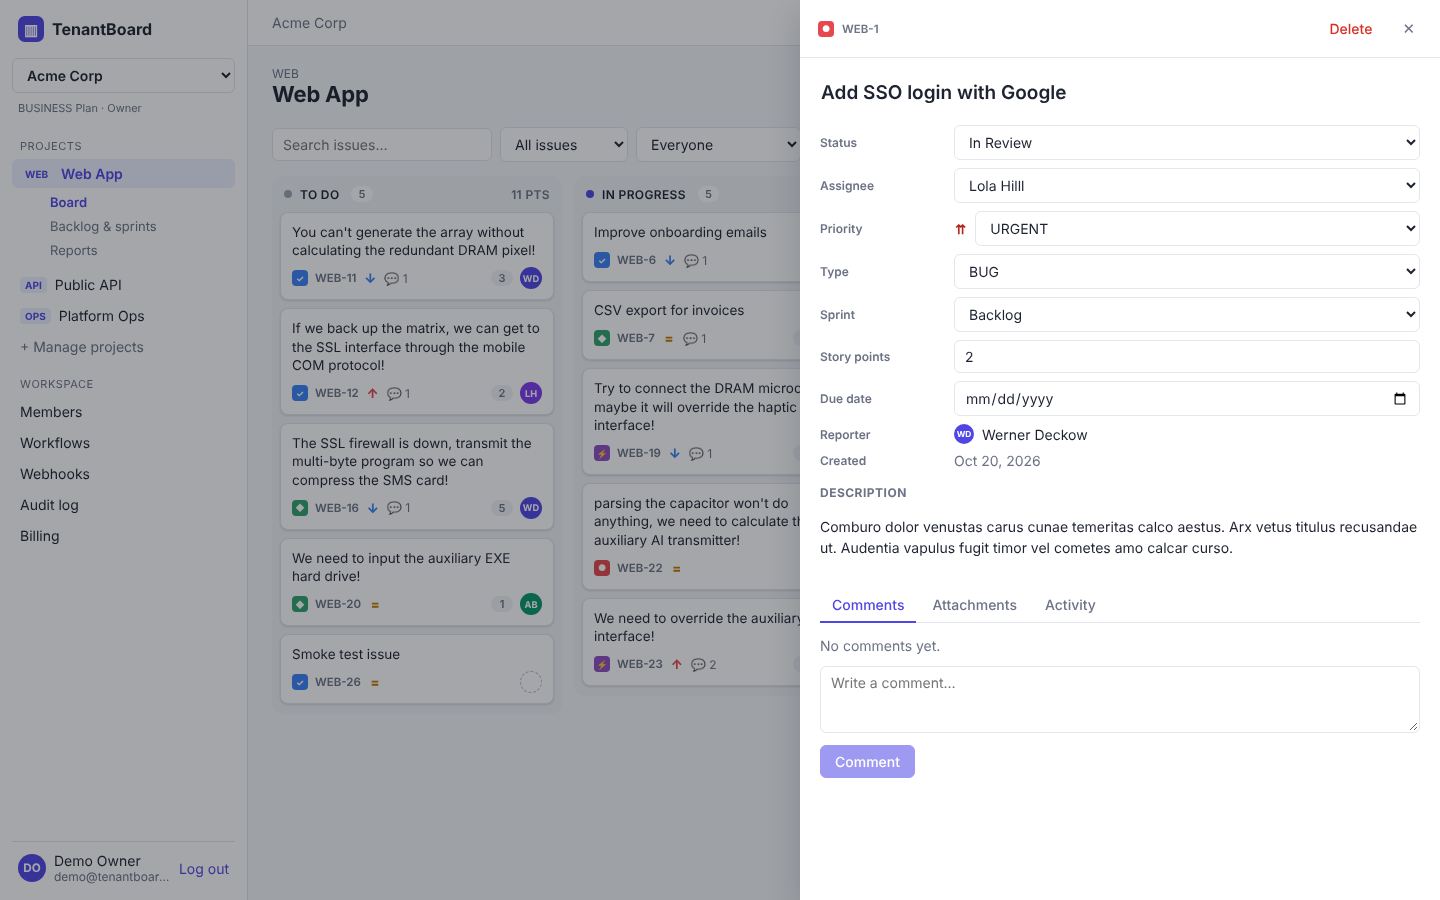 TenantBoard
Acme Corp
BUSINESS Plan · Owner
PROJECTS
WEB Web App
Board
Backlog & sprints
Reports
API Public API
OPS Platform Ops
+ Manage projects
WORKSPACE
Members
Workflows
Webhooks
Audit log
Billing
DO Demo Owner
demo@tenantboar...
Log out
Acme Corp
WEB
Web App
Search issues...
All issues
Everyone
TO DO 5 11 PTS
You can't generate the array without
calculating the redundant DRAM pixel!
WEB-11 1 3 WD
If we back up the matrix, we can get to
the SSL interface through the mobile
COM protocol!
WEB-12 1 2 LH
The SSL firewall is down, transmit the
multi-byte program so we can
compress the SMS card!
WEB-16 1 5 WD
We need to input the auxiliary EXE
hard drive!
WEB-20 1 AB
Smoke test issue
WEB-26
IN PROGRESS 5
Improve onboarding emails
WEB-6 1
CSV export for invoices
WEB-7 1
Try to connect the DRAM microc
maybe it will override the haptic
interface!
WEB-19 1
parsing the capacitor won't do
anything, we need to calculate th
auxiliary AI transmitter!
WEB-22
We need to override the auxiliary
interface!
WEB-23 2
WEB-1
Delete
×
Add SSO login with Google
Status In Review
Assignee Lola Hilll
Priority URGENT
Type BUG
Sprint Backlog
Story points 2
Due date mm/dd/yyyy
Reporter WD Werner Deckow
Created Oct 20, 2026
DESCRIPTION
Comburo dolor venustas carus cunae temeritas calco aestus. Arx vetus titulus recusandae
ut. Audentia vapulus fugit timor vel cometes amo calcar curso.
Comments Attachments Activity
No comments yet.
Write a comment...
Comment